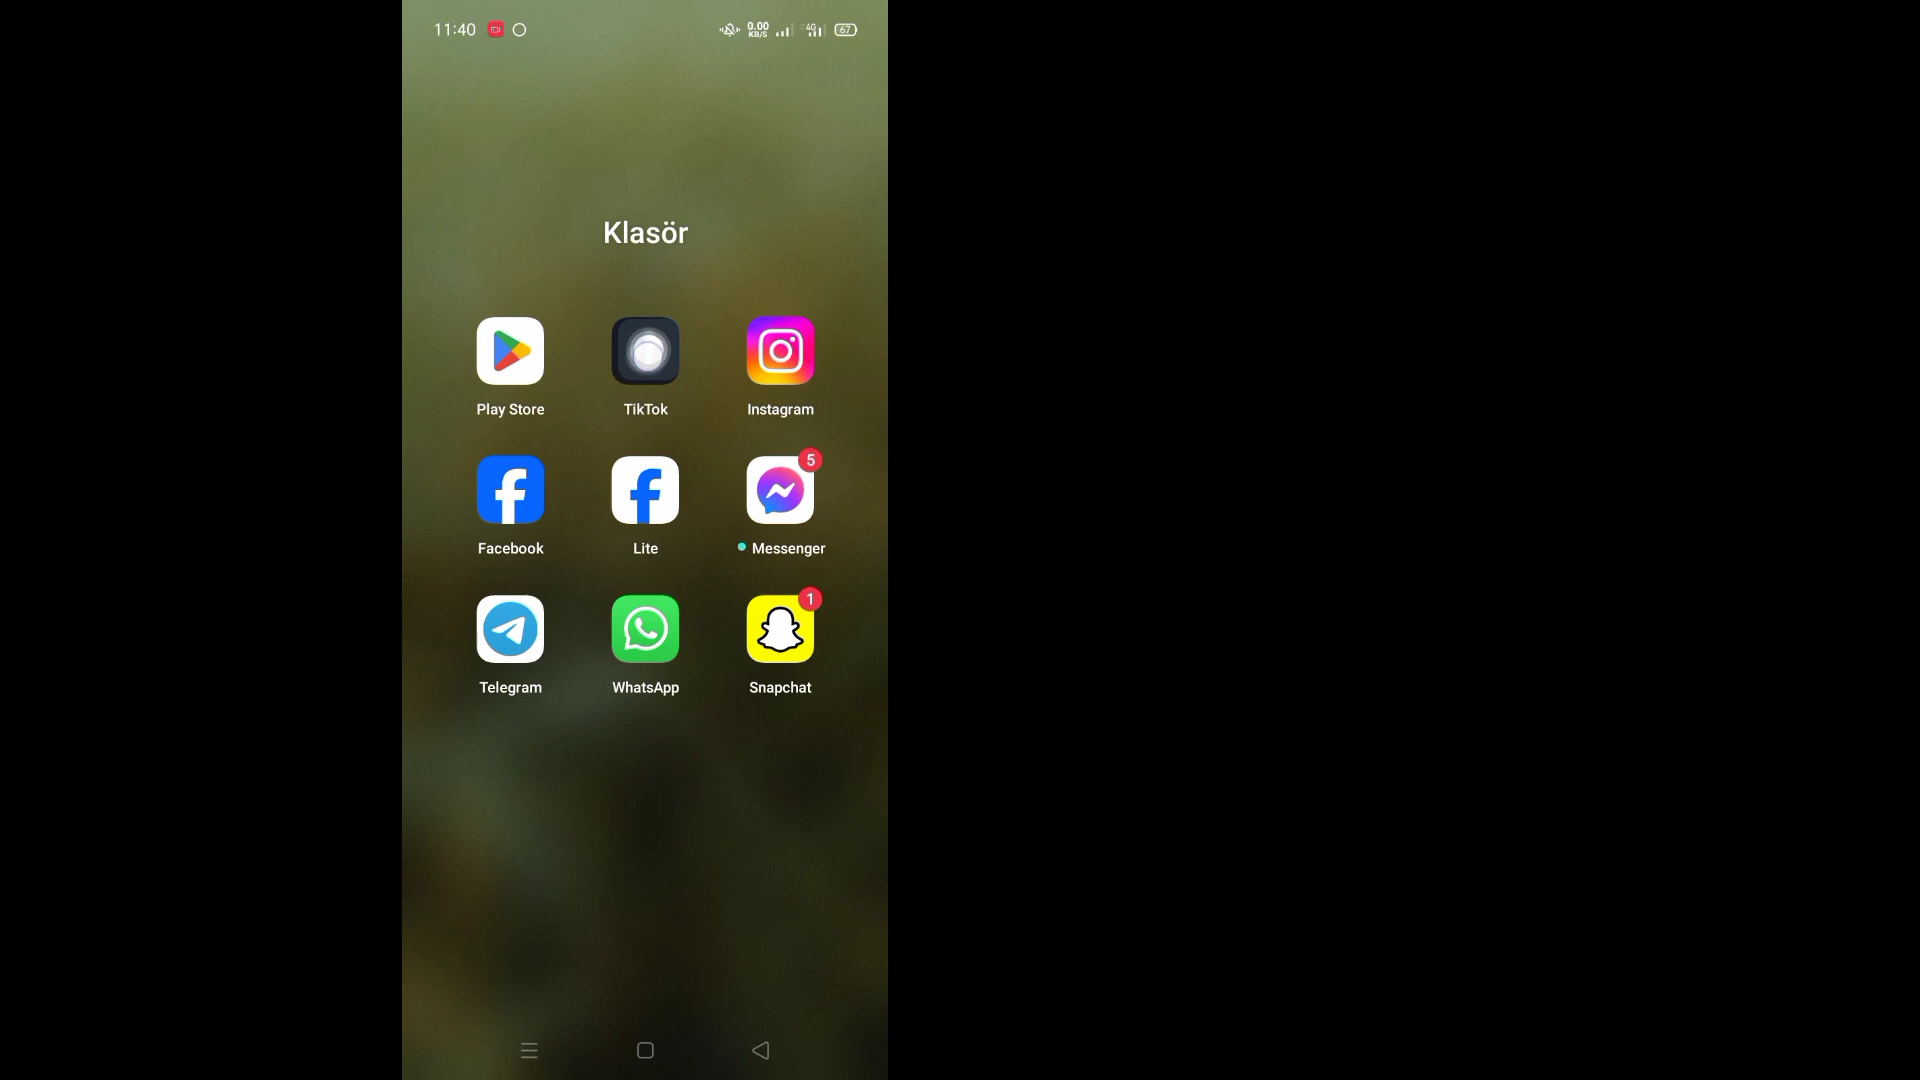 11:40
0.00
KB/S
4G
67
Klasör
Play Store
TikTok
Instagram
5
Facebook
Lite
Messenger
1
Telegram
WhatsApp
Snapchat